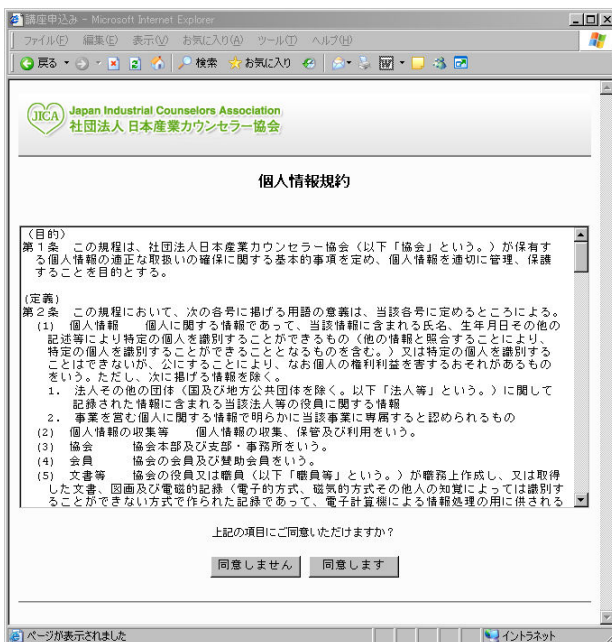 講座申込み - Microsoft Internet Explorer
ファイル(F) 編集(E) 表示(V) お気に入り(A) ツール(T) ヘルプ(H)
戻る 検索 お気に入り
JICA
Japan Industrial Counselors Association
社団法人 日本産業カウンセラー協会
個人情報規約
(目的)
第1条 この規程は、社団法人日本産業カウンセラー協会(以下「協会」という。)が保有す
る個人情報の適正な取扱いの確保に関する基本的事項を定め、個人情報を適切に管理、保護
することを目的とする。
(定義)
第2条 この規程において、次の各号に掲げる用語の意義は、当該各号に定めるところによる。
(1) 個人情報 個人に関する情報であって、当該情報に含まれる氏名、生年月日その他の
記述等により特定の個人を識別することができるもの(他の情報と照合することにより、
特定の個人を識別することができることとなるものを含む。)又は特定の個人を識別する
ことはできないが、公にすることにより、なお個人の権利利益を害するおそれがあるもの
をいう。ただし、次に掲げる情報を除く。
1. 法人その他の団体(国及び地方公共団体を除く。以下「法人等」という。)に関して
記録された情報に含まれる当該法人等の役員に関する情報
2. 事業を営む個人に関する情報で明らかに当該事業に専属すると認められるもの
(2) 個人情報の収集等 個人情報の収集、保管及び利用をいう。
(3) 協会 協会本部及び支部・事務所をいう。
(4) 会員 協会の会員及び賛助会員をいう。
(5) 文書等 協会の役員又は職員(以下「職員等」という。)が職務上作成し、又は取得
した文書、図画及び電磁的記録(電子的方式、磁気的方式その他人の知覚によっては識別す
ることができない方式で作られた記録であって、電子計算機による情報処理の用に供される
上記の項目にご同意いただけますか?
同意しません 同意します
ページが表示されました イントラネット